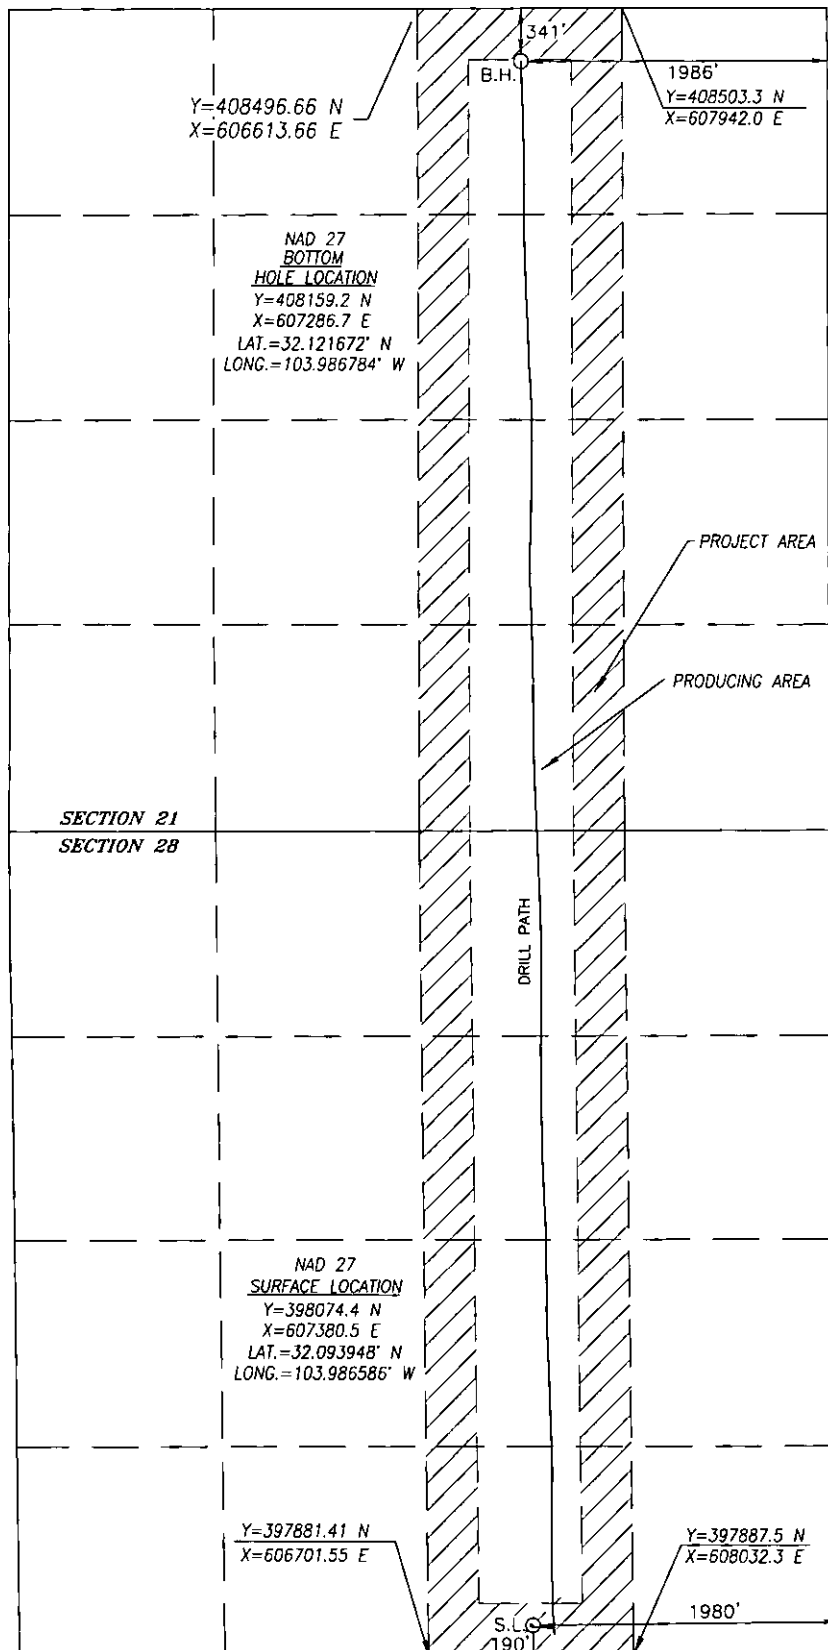 341'
B.H.
1986'
Y=408496.66 N
X=606613.66 E
Y=408503.3 N
X=607942.0 E
NAD 27
BOTTOM
HOLE LOCATION
Y=408159.2 N
X=607286.7 E
LAT.=32.121672° N
LONG.=103.986784° W
PROJECT AREA
PRODUCING AREA
SECTION 21
SECTION 28
DRILL PATH
NAD 27
SURFACE LOCATION
Y=398074.4 N
X=607380.5 E
LAT.=32.093948° N
LONG.=103.986586° W
Y=397881.41 N
X=606701.55 E
Y=397887.5 N
X=608032.3 E
S.L.
1980'
190'